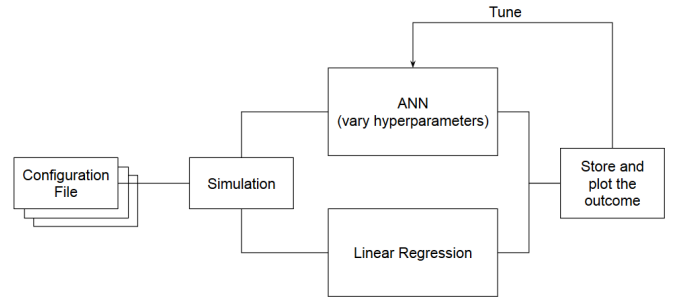 Tune
ANN
(vary hyperparameters)
Configuration
File
Simulation
Store and
plot the
outcome
Linear Regression